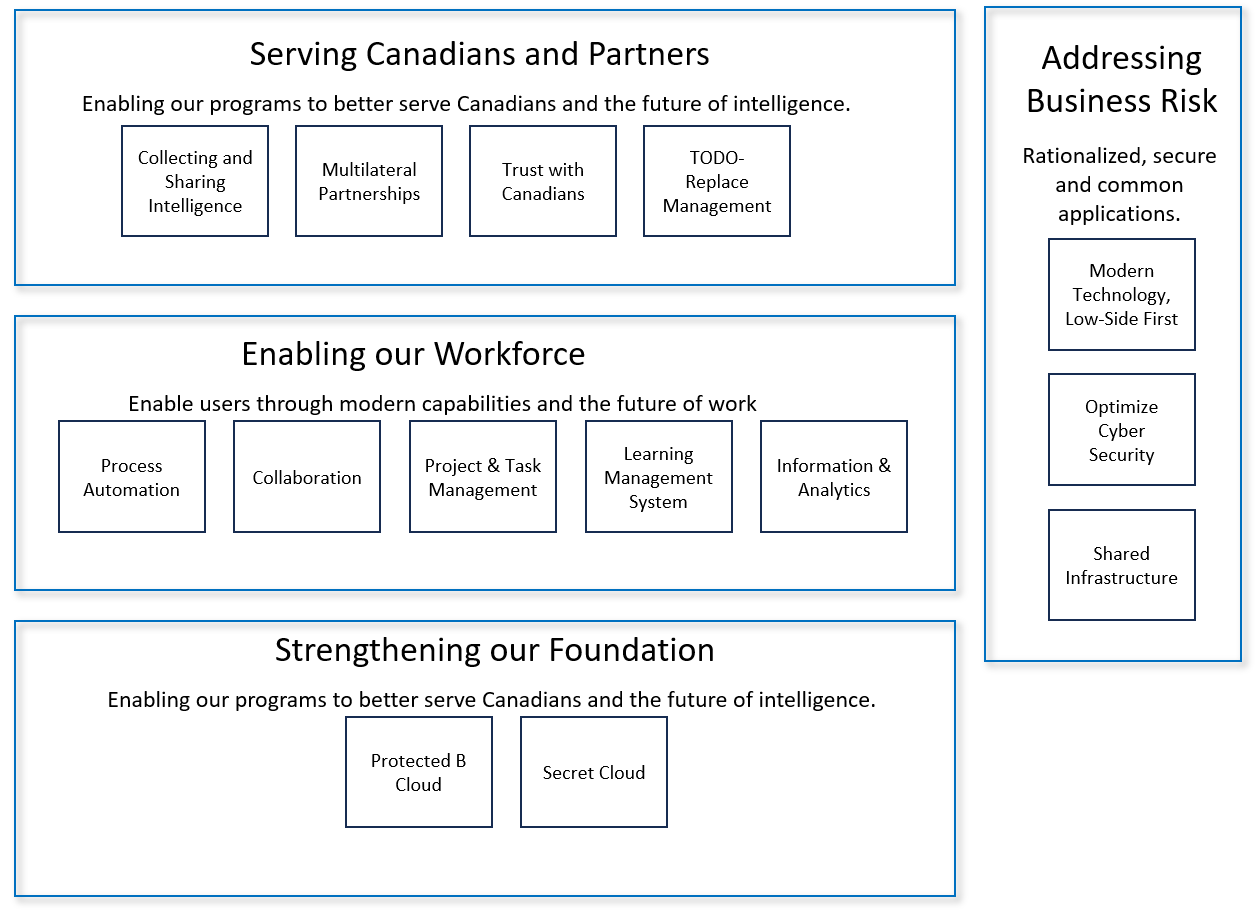 Serving Canadians and Partners
Enabling our programs to better serve Canadians and the future of intelligence.
Collecting and
Sharing
Intelligence
Multilateral
Partnerships
Trust with
Canadians
TODO-
Replace
Management
Enabling our Workforce
Enable users through modern capabilities and the future of work
Process
Automation
Collaboration
Project & Task
Management
Learning
Management
System
Information &
Analytics
Strengthening our Foundation
Enabling our programs to better serve Canadians and the future of intelligence.
Protected B
Cloud
Secret Cloud
Addressing
Business Risk
Rationalized, secure
and common
applications.
Modern
Technology,
Low-Side First
Optimize
Cyber
Security
Shared
Infrastructure